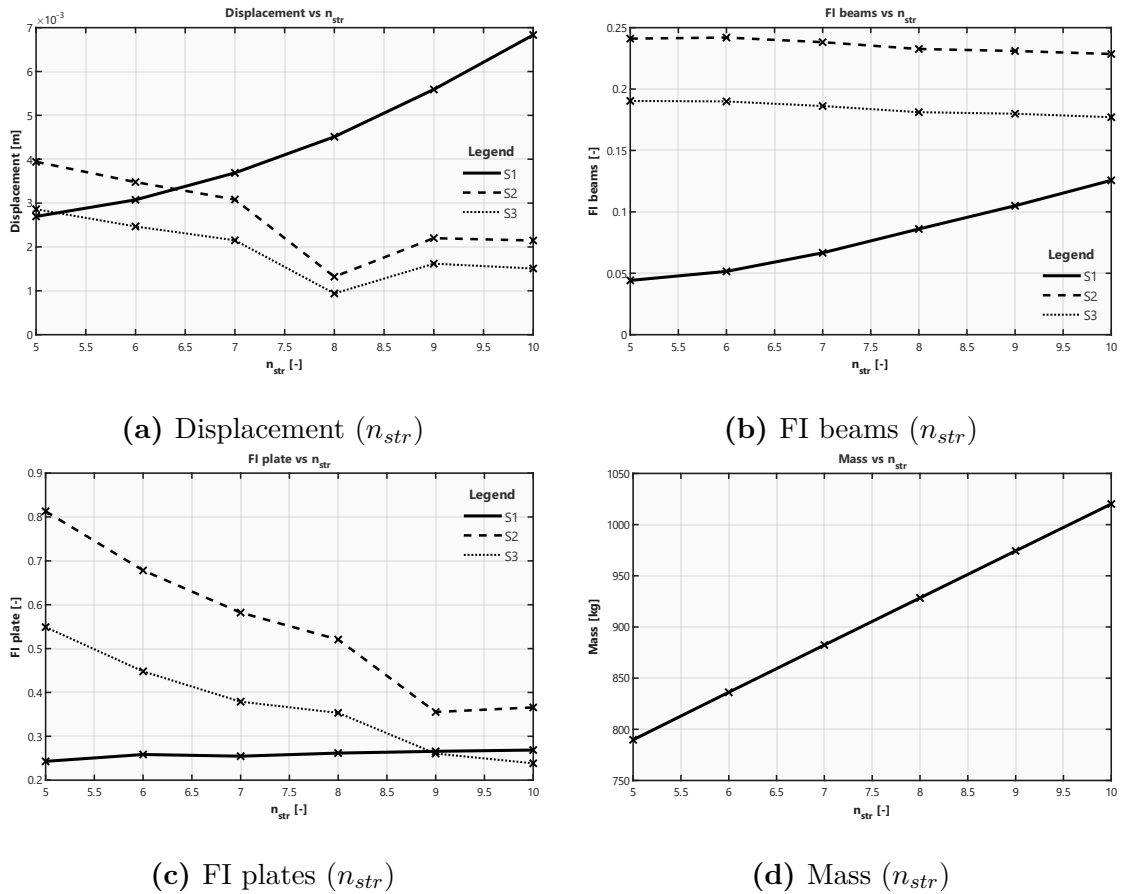 Displacement vs n_str
×10⁻³
7
6
5
4
3
2
1
0
Displacement [m]
Legend
S1
S2
S3
5 5.5 6 6.5 7 7.5 8 8.5 9 9.5 10
n_str [-]
(a) Displacement (n_str)
FI beams vs n_str
0.25
0.2
0.15
0.1
0.05
0
FI beams [-]
Legend
S1
S2
S3
5 5.5 6 6.5 7 7.5 8 8.5 9 9.5 10
n_str [-]
(b) FI beams (n_str)
FI plate vs n_str
0.9
0.8
0.7
0.6
0.5
0.4
0.3
0.2
FI plate [-]
Legend
S1
S2
S3
5 5.5 6 6.5 7 7.5 8 8.5 9 9.5 10
n_str [-]
(c) FI plates (n_str)
Mass vs n_str
1050
1000
950
900
850
800
750
Mass [kg]
5 5.5 6 6.5 7 7.5 8 8.5 9 9.5 10
n_str [-]
(d) Mass (n_str)